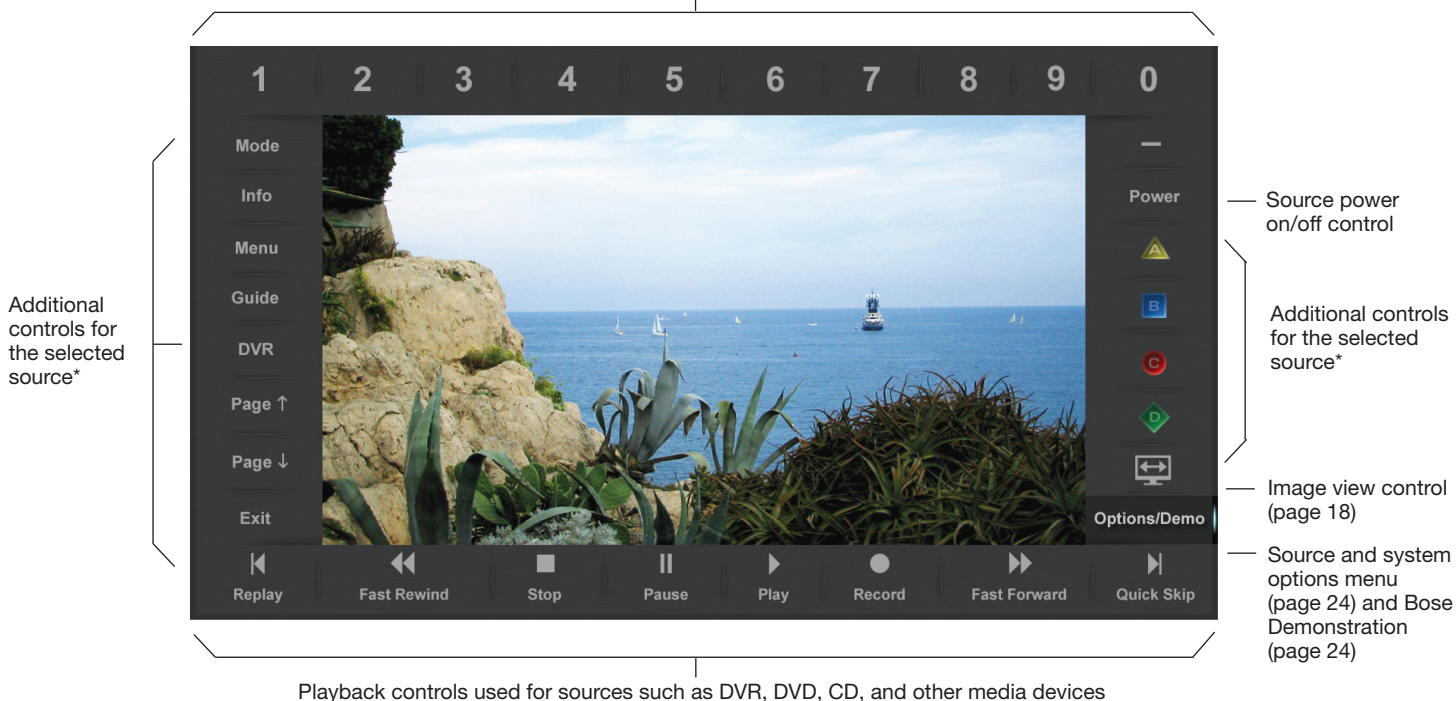 1 2 3 4 5 6 7 8 9 0
Mode
Info
Menu
Guide
DVR
Page ↑
Page ↓
Exit
–
Power
A
B
C
D
Options/Demo
Replay Fast Rewind Stop Pause Play Record Fast Forward Quick Skip
Additional
controls for
the selected
source*
Source power
on/off control
Additional controls
for the selected
source*
Image view control
(page 18)
Source and system
options menu
(page 24) and Bose
Demonstration
(page 24)
Playback controls used for sources such as DVR, DVD, CD, and other media devices